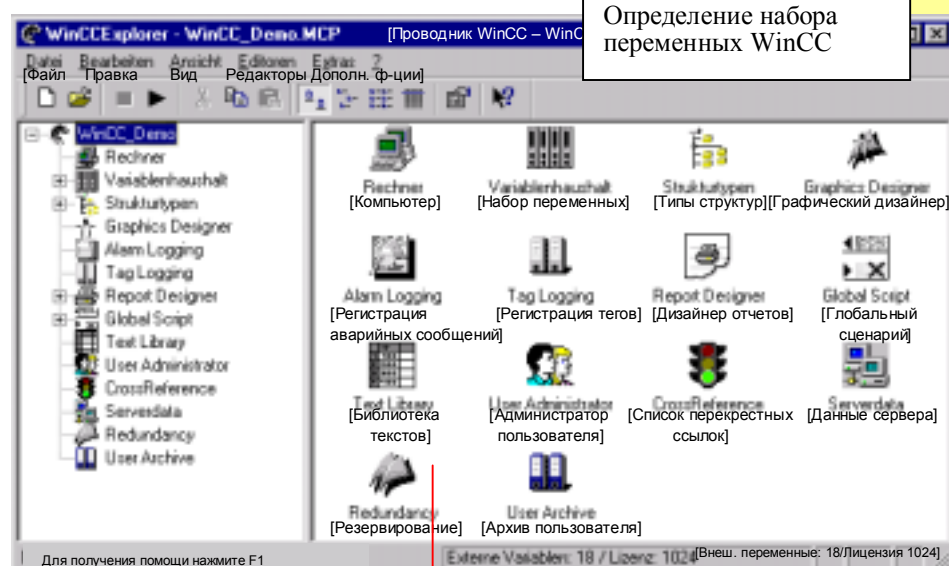 Определение набора
переменных WinCC
WinCCExplorer - WinCC_Demo.MCP [Проводник WinCC – WinC
Datei Bearbeiten Ansicht Editoren Extras ?
[Файл Правка Вид Редакторы Дополн. ф-ции]
WinCC_Demo
Rechner
Variablenhaushalt
Strukturtypen
Graphics Designer
Alarm Logging
Tag Logging
Report Designer
Global Script
Text Library
User Administrator
CrossReference
Serverdata
Redundancy
User Archive
Rechner Variablenhaushalt Strukturtypen Graphics Designer
[Компьютер] [Набор переменных] [Типы структур][Графический дизайнер]
Alarm Logging Tag Logging Report Designer Global Script
[Регистрация [Регистрация тегов] [Дизайнер отчетов] [Глобальный
аварийных сообщений] сценарий]
Text Library User Administrator CrossReference Serverdata
[Библиотека [Администратор [Список перекрестных [Данные сервера]
текстов] пользователя] ссылок]
Redundancy User Archive
[Резервирование] [Архив пользователя]
Для получения помощи нажмите F1 Externe Variablen: 18 / Lizenz: 1024 [Внеш. переменные: 18/Лицензия 1024]